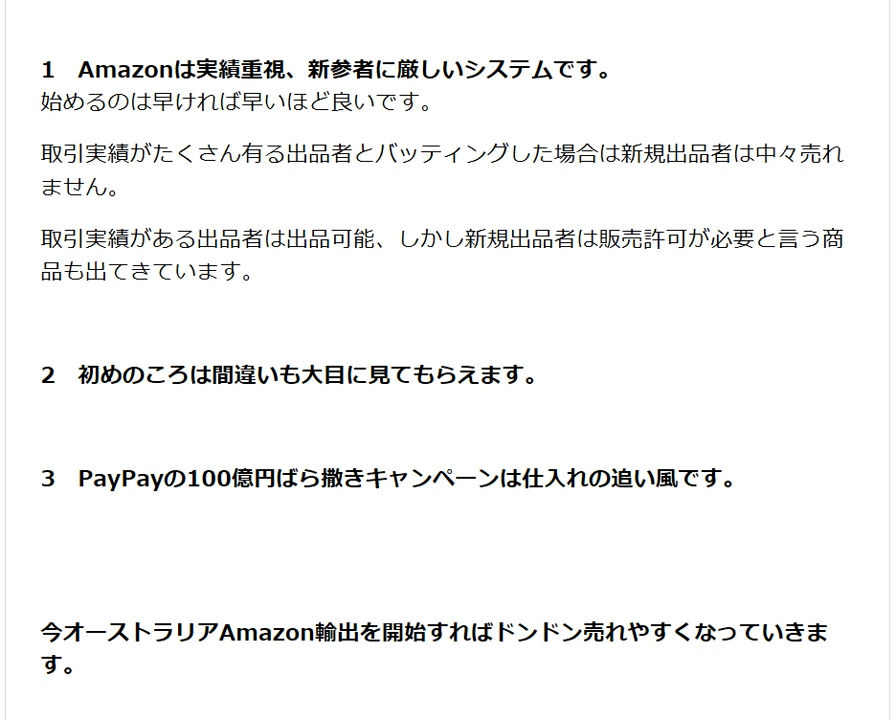 1　Amazonは実績重視、新参者に厳しいシステムです。
始めるのは早ければ早いほど良いです。
取引実績がたくさん有る出品者とバッティングした場合は新規出品者は中々売れ
ません。
取引実績がある出品者は出品可能、しかし新規出品者は販売許可が必要と言う商
品も出てきています。
2　初めのころは間違いも大目に見てもらえます。
3　PayPayの100億円ばら撒きキャンペーンは仕入れの追い風です。
今オーストラリアAmazon輸出を開始すればドンドン売れやすくなっていきま
す。